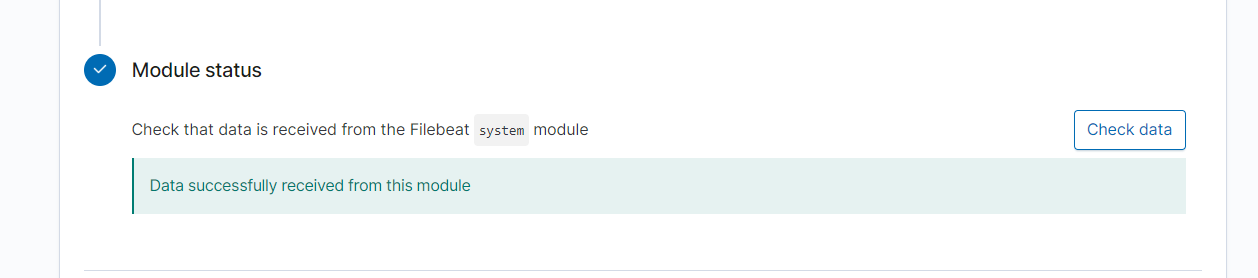 Module status
Check that data is received from the Filebeat system module
Check data
Data successfully received from this module